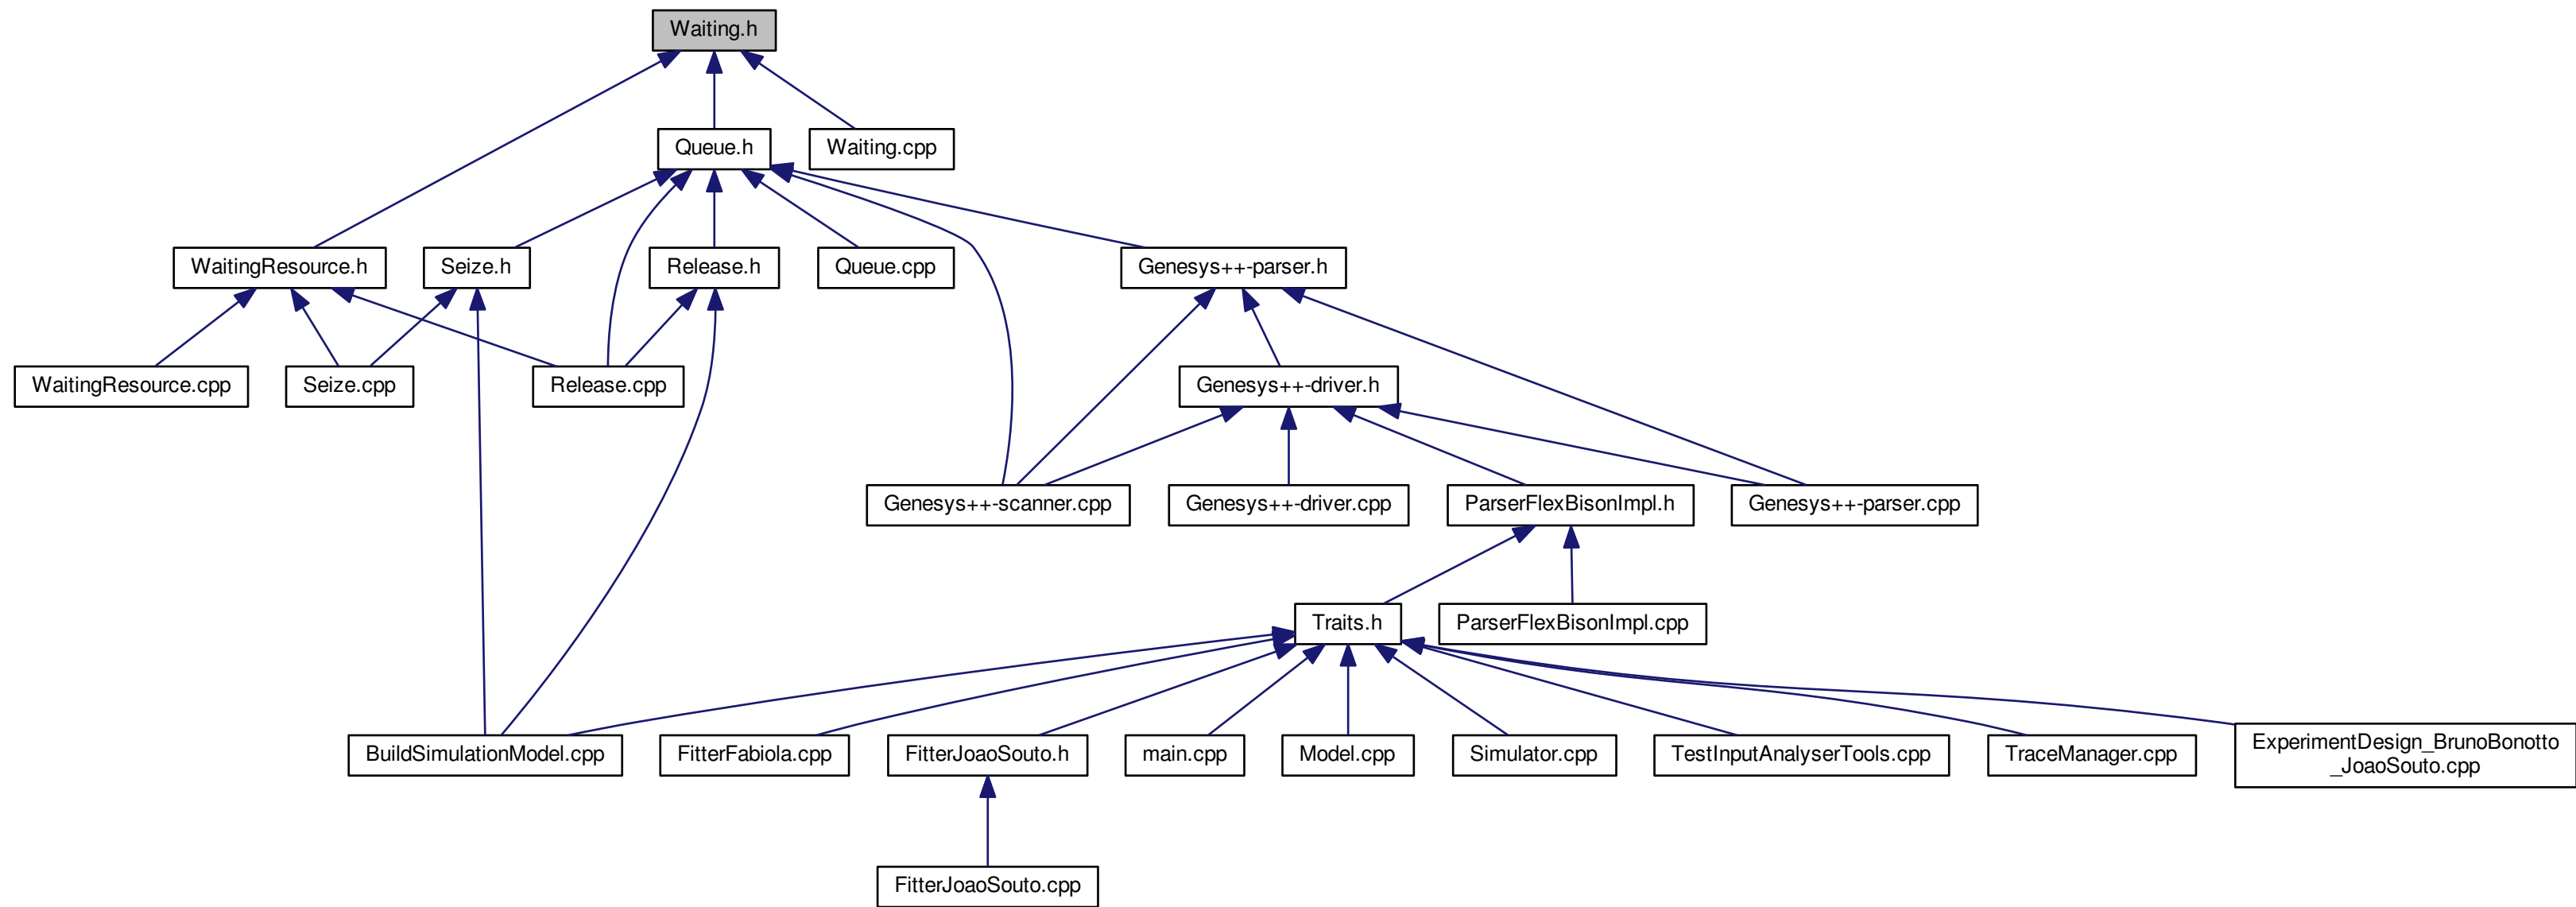 Waiting.h
Queue.h
Waiting.cpp
WaitingResource.h
Seize.h
Release.h
Queue.cpp
Genesys++-parser.h
WaitingResource.cpp
Seize.cpp
Release.cpp
Genesys++-driver.h
Genesys++-scanner.cpp
Genesys++-driver.cpp
ParserFlexBisonImpl.h
Genesys++-parser.cpp
Traits.h
ParserFlexBisonImpl.cpp
BuildSimulationModel.cpp
FitterFabiola.cpp
FitterJoaoSouto.h
main.cpp
Model.cpp
Simulator.cpp
TestInputAnalyserTools.cpp
TraceManager.cpp
ExperimentDesign_BrunoBonotto
_JoaoSouto.cpp
FitterJoaoSouto.cpp